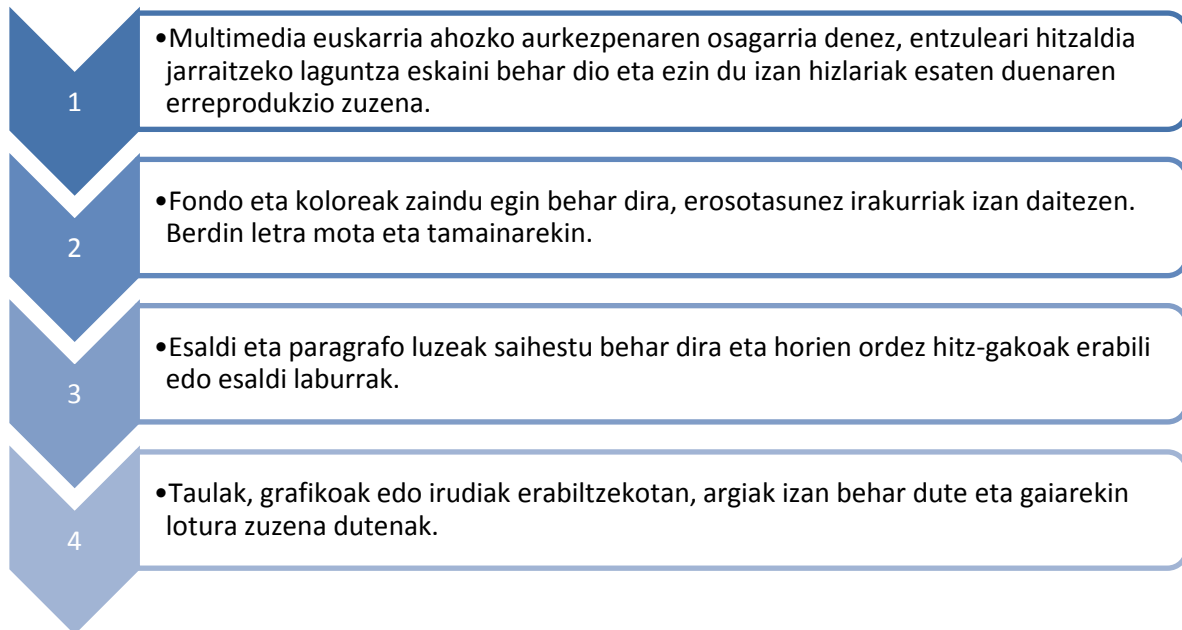 1
•Multimedia euskarria ahozko aurkezpenaren osagarria denez, entzuleari hitzaldia
jarraitzeko laguntza eskaini behar dio eta ezin du izan hizlariak esaten duenaren
erreprodukzio zuzena.
2
•Fondo eta koloreak zaindu egin behar dira, erosotasunez irakurriak izan daitezen.
Berdin letra mota eta tamainarekin.
3
•Esaldi eta paragrafo luzeak saihestu behar dira eta horien ordez hitz-gakoak erabili
edo esaldi laburrak.
4
•Taulak, grafikoak edo irudiak erabiltzekotan, argiak izan behar dute eta gaiarekin
lotura zuzena dutenak.